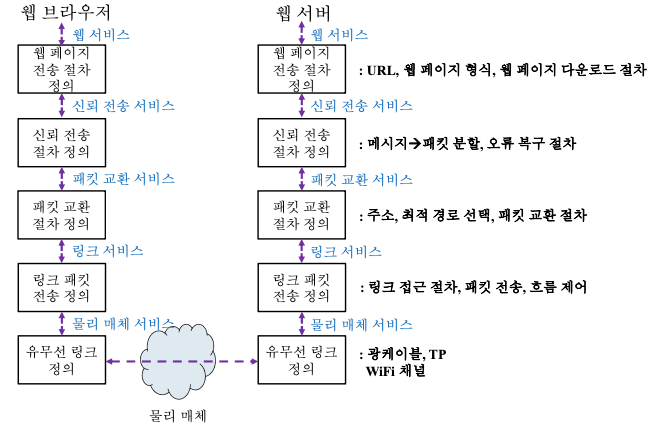 웹 브라우저
웹 서버
웹 서비스
웹 서비스
웹 페이지
전송 절차
정의
웹 페이지
전송 절차
정의
: URL, 웹 페이지 형식, 웹 페이지 다운로드 절차
신뢰 전송 서비스
신뢰 전송 서비스
신뢰 전송
절차 정의
신뢰 전송
절차 정의
: 메시지→패킷 분할, 오류 복구 절차
패킷 교환 서비스
패킷 교환 서비스
패킷 교환
절차 정의
패킷 교환
절차 정의
: 주소, 최적 경로 선택, 패킷 교환 절차
링크 서비스
링크 서비스
링크 패킷
전송 정의
링크 패킷
전송 정의
: 링크 접근 절차, 패킷 전송, 흐름 제어
물리 매체 서비스
물리 매체 서비스
유무선 링크
정의
유무선 링크
정의
: 광케이블, TP
WiFi 채널
물리 매체